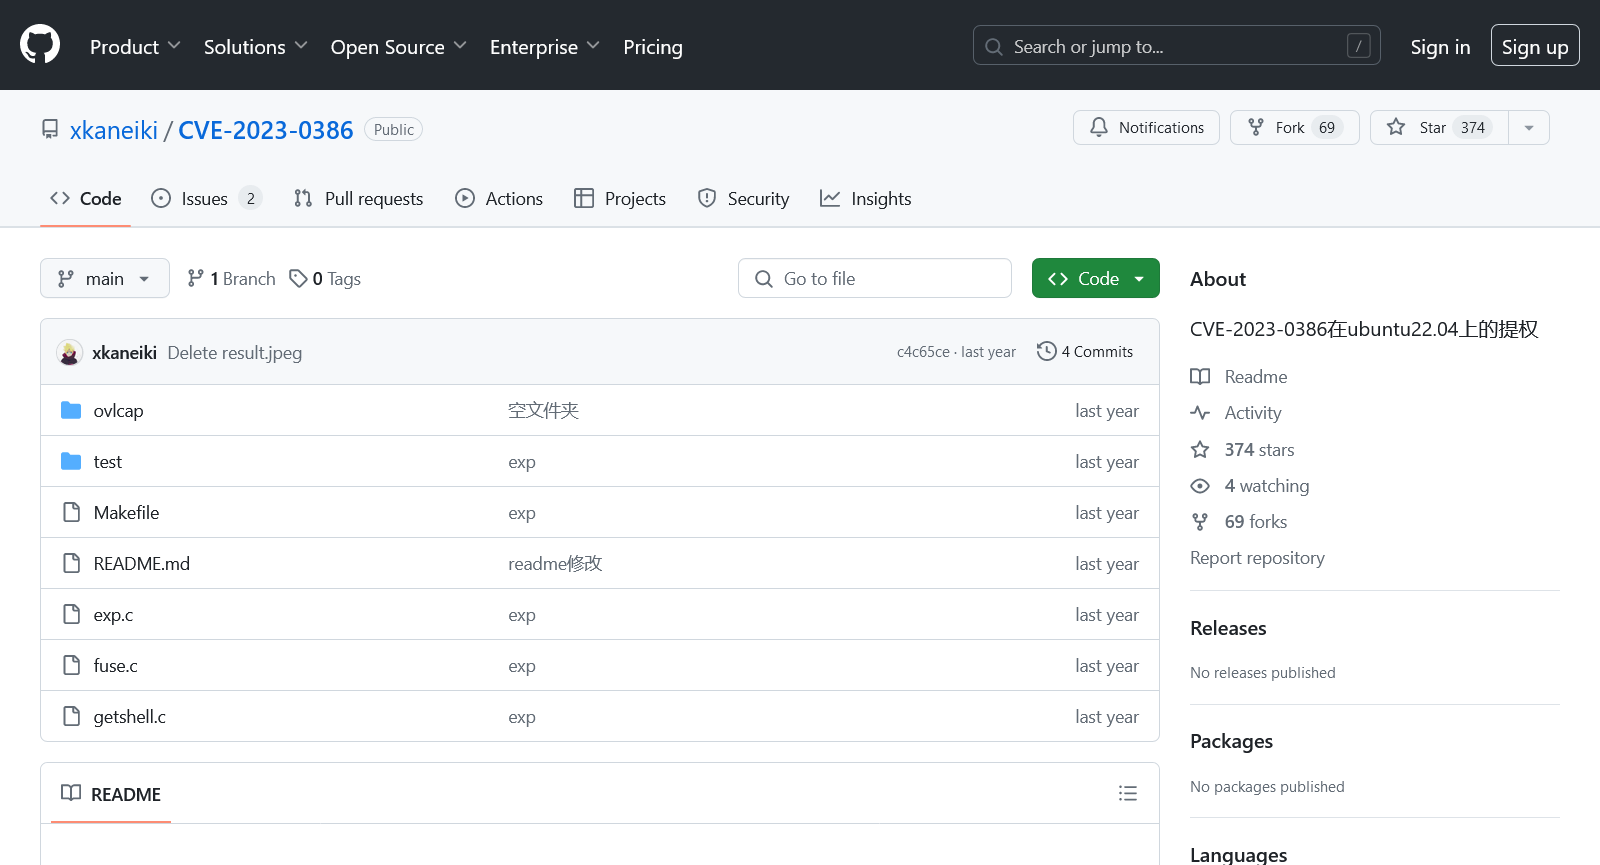 Product Solutions Open Source Enterprise Pricing Search or jump to... / Sign in Sign up
xkaneiki / CVE-2023-0386 Public Notifications Fork 69 Star 374
Code Issues 2 Pull requests Actions Projects Security Insights
main 1 Branch 0 Tags Go to file Code
xkaneiki Delete result.jpeg c4c65ce · last year 4 Commits
ovlcap 空文件夹 last year
test exp last year
Makefile exp last year
README.md readme修改 last year
exp.c exp last year
fuse.c exp last year
getshell.c exp last year
README
About
CVE-2023-0386在ubuntu22.04上的提权
Readme
Activity
374 stars
4 watching
69 forks
Report repository
Releases
No releases published
Packages
No packages published
Languages